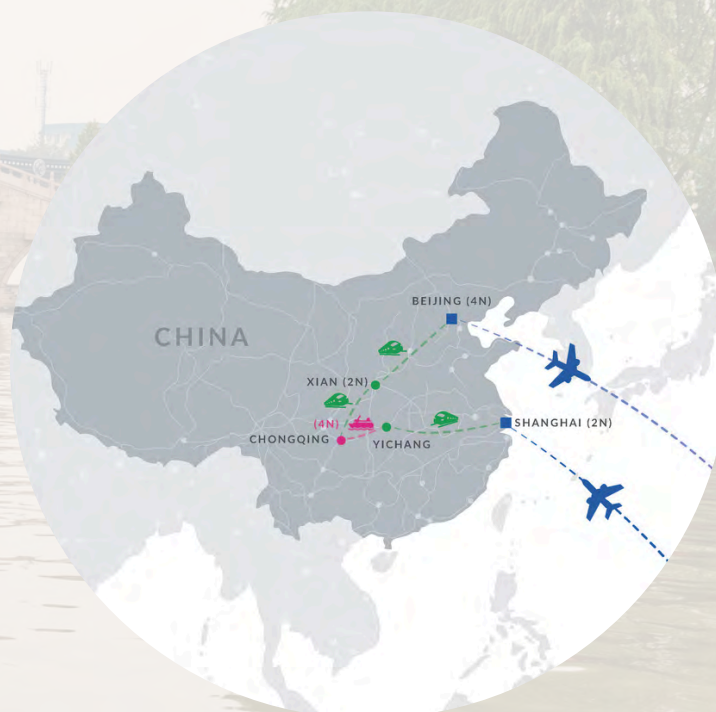 BEIJING (4N)
CHINA
XIAN (2N)
(4N)
SHANGHAI (2N)
CHONGQING
YICHANG